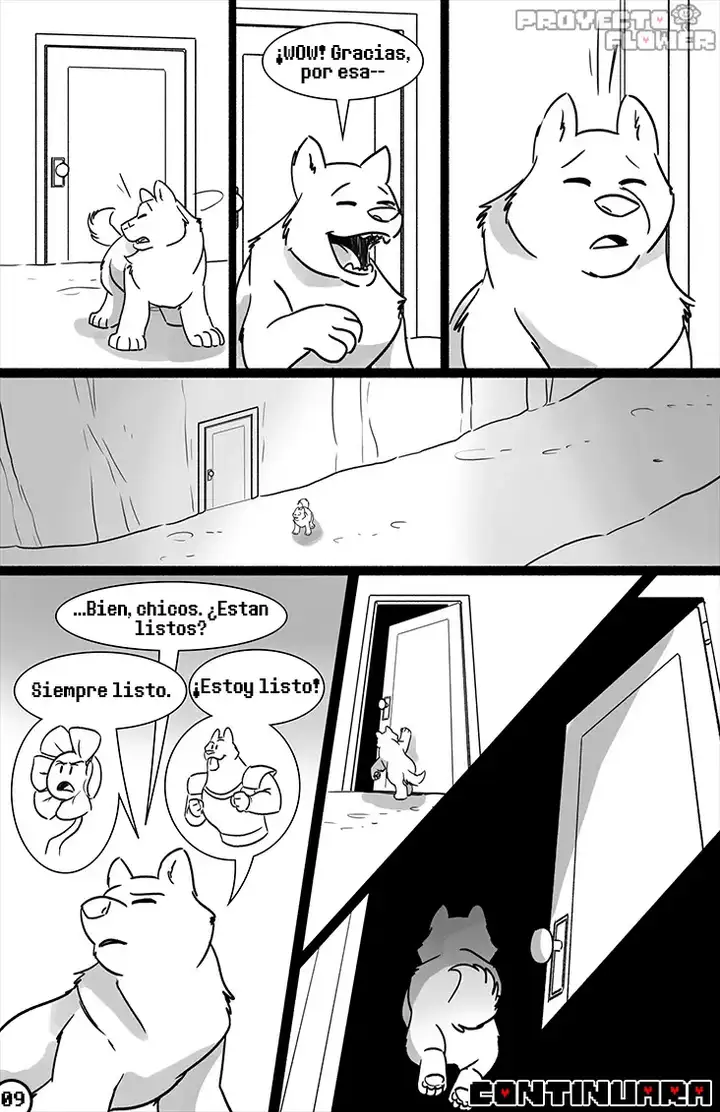 PROYECTO
FLOWER
¡WOW! Gracias,
por esa--
...Bien, chicos. ¿Estan
listos?
Siempre listo.
¡Estoy listo!
09
CONTINUARA